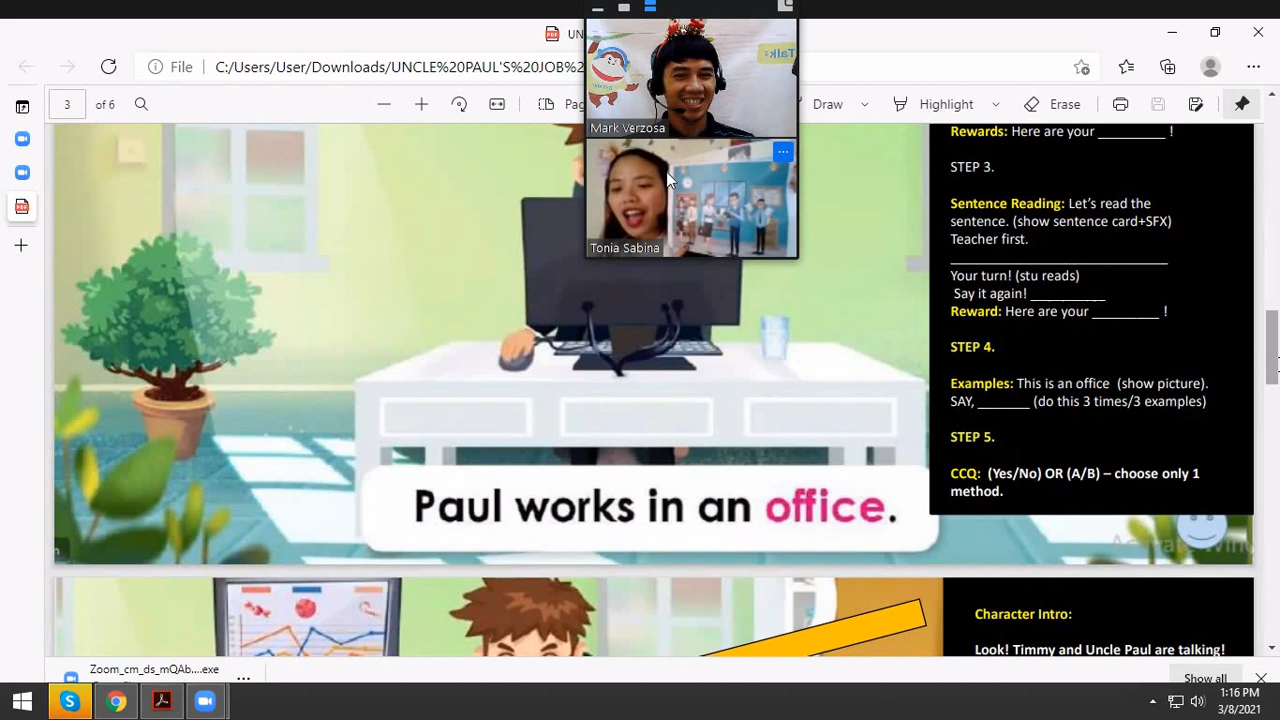 UN
File
C:/Users/User/Downloads/UNCLE%20PAUL'S%20JOB%2
3
of 6
Draw
Highlight
Erase
Mark Verzosa
Tonia Sabina
Rewards: Here are your _________ !
STEP 3.
Sentence Reading: Let's read the
sentence. (show sentence card+SFX)
Teacher first.
Your turn! (stu reads)
Say it again! __________
Reward: Here are your _________ !
STEP 4.
Examples: This is an office (show picture).
SAY, _______ (do this 3 times/3 examples)
STEP 5.
CCQ: (Yes/No) OR (A/B) – choose only 1
method.
Paul works in an office.
Character Intro:
Look! Timmy and Uncle Paul are talking!
Zoom_cm_ds_mQAb....exe
Show all
1:16 PM
3/8/2021